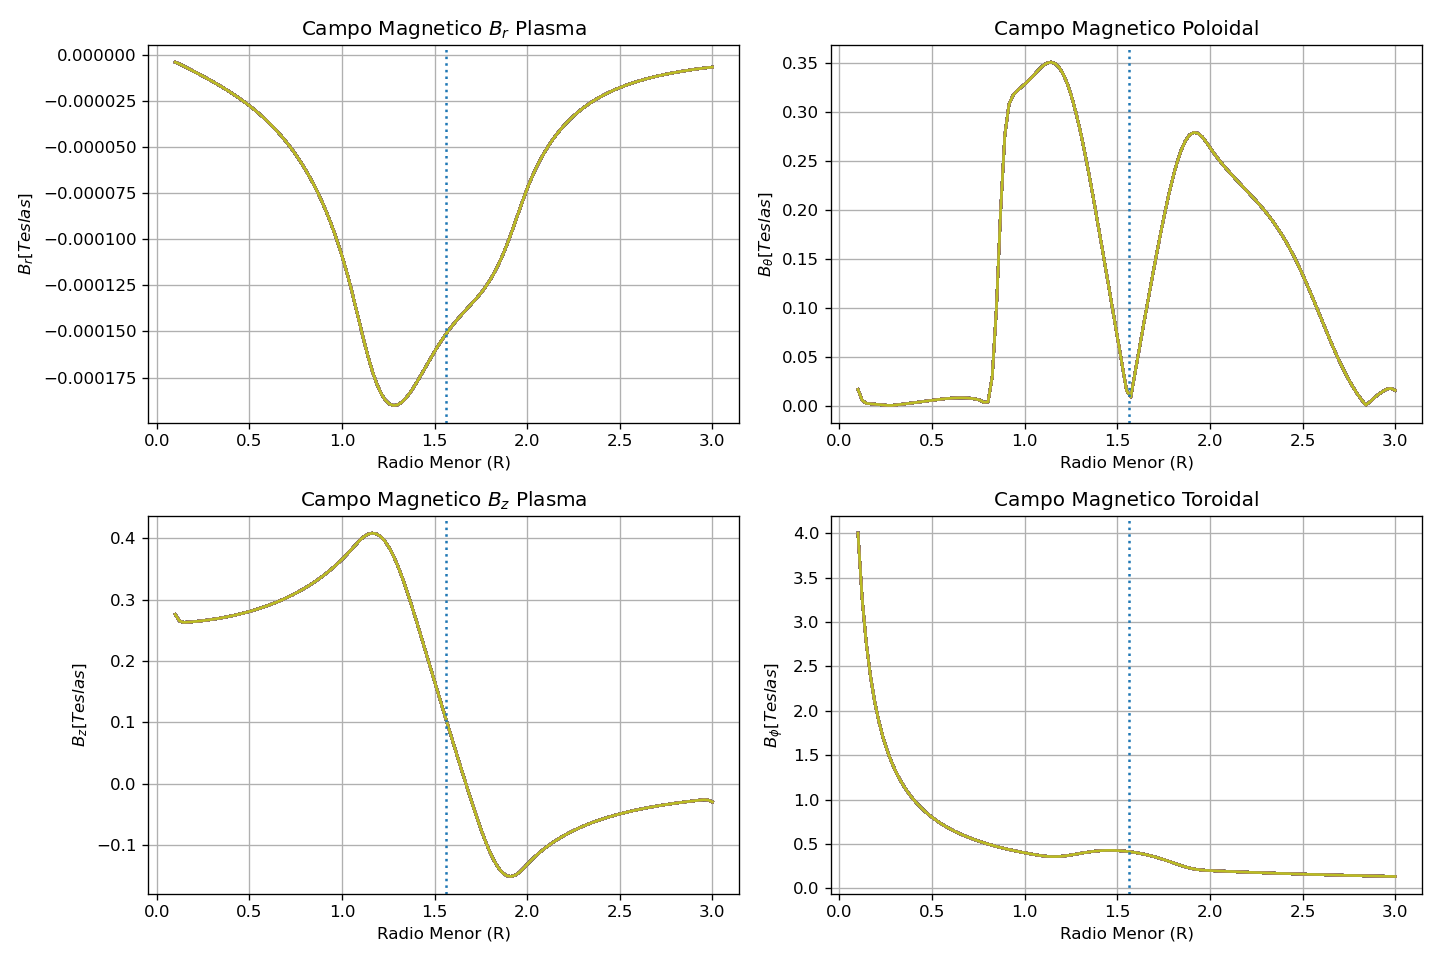 Campo Magnetico B_r Plasma
0.000000
−0.000025
−0.000050
−0.000075
−0.000100
−0.000125
−0.000150
−0.000175
B_r[Teslas]
0.0 0.5 1.0 1.5 2.0 2.5 3.0
Radio Menor (R)
Campo Magnetico Poloidal
0.35
0.30
0.25
0.20
0.15
0.10
0.05
0.00
B_θ[Teslas]
0.0 0.5 1.0 1.5 2.0 2.5 3.0
Radio Menor (R)
Campo Magnetico B_z Plasma
0.4
0.3
0.2
0.1
0.0
−0.1
B_z[Teslas]
0.0 0.5 1.0 1.5 2.0 2.5 3.0
Radio Menor (R)
Campo Magnetico Toroidal
4.0
3.5
3.0
2.5
2.0
1.5
1.0
0.5
0.0
B_ϕ[Teslas]
0.0 0.5 1.0 1.5 2.0 2.5 3.0
Radio Menor (R)